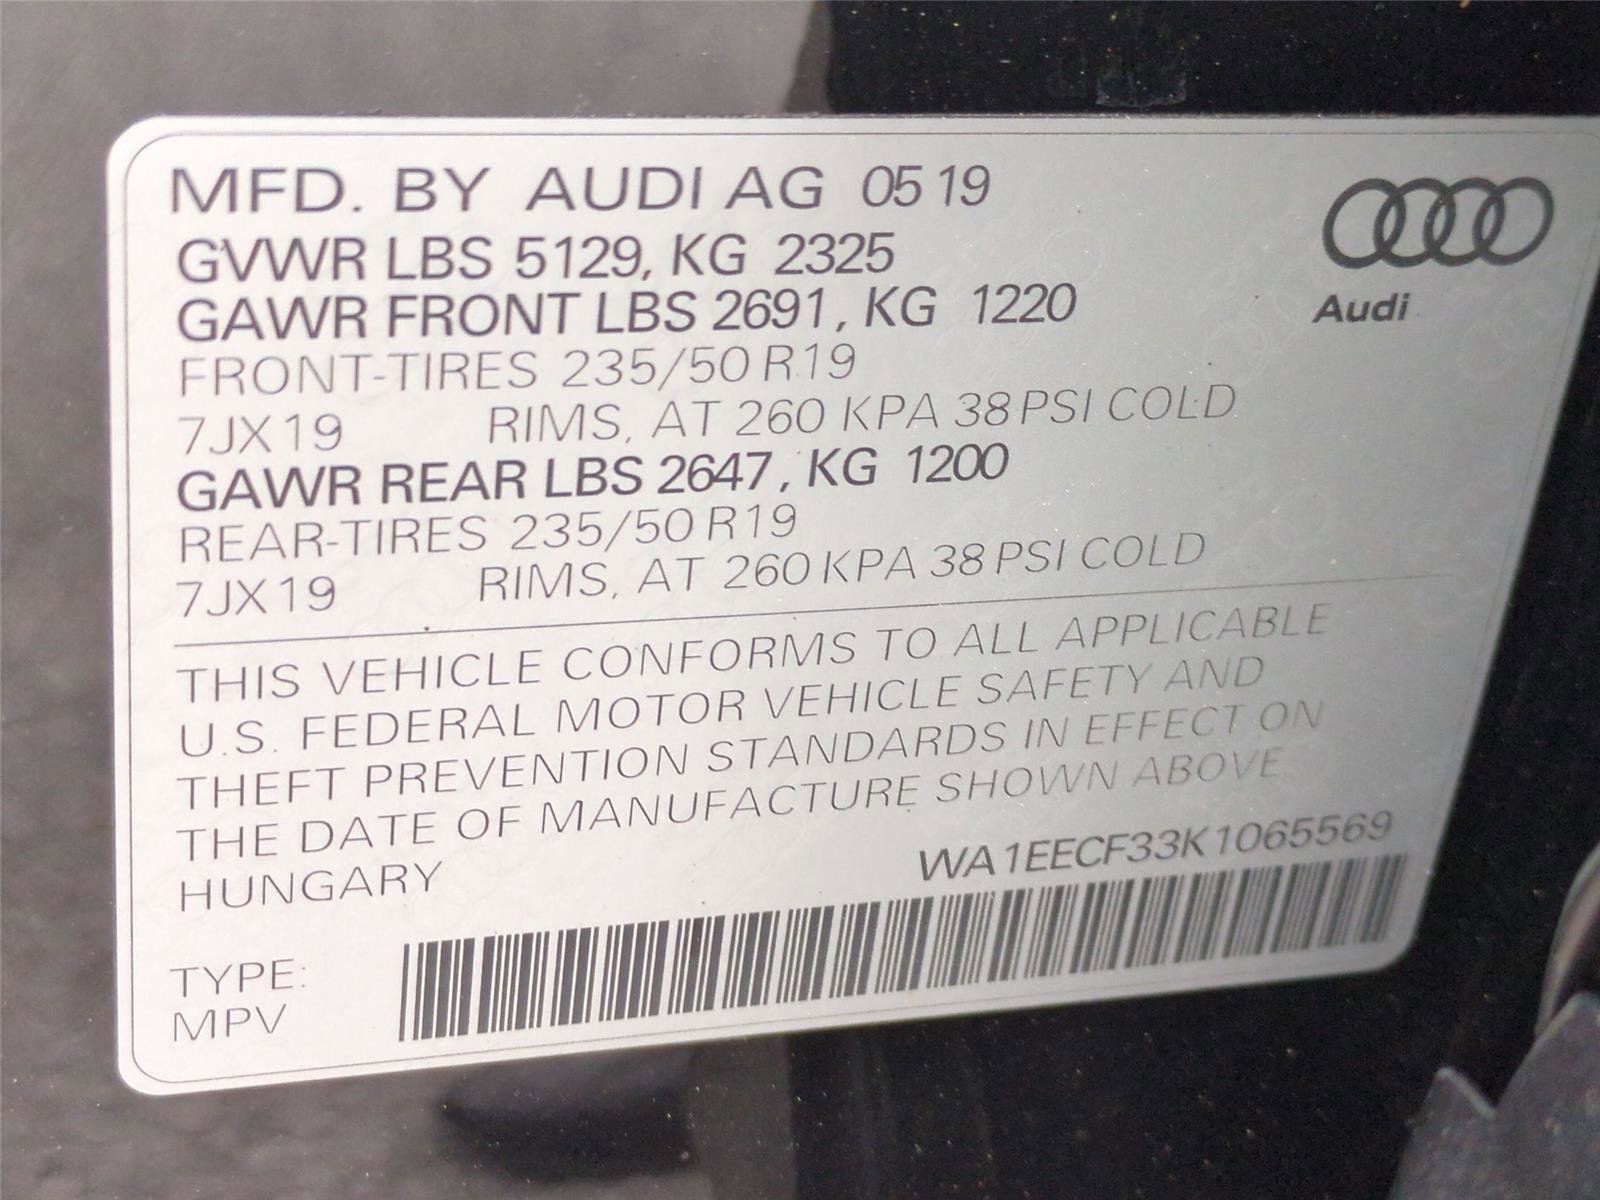 MFD. BY AUDI AG 05 19
GVWR LBS 5129, KG 2325
GAWR FRONT LBS 2691, KG 1220
FRONT-TIRES 235/50 R19
7JX19 RIMS, AT 260 KPA 38 PSI COLD
GAWR REAR LBS 2647, KG 1200
REAR-TIRES 235/50 R19
7JX19 RIMS, AT 260 KPA 38 PSI COLD
Audi
THIS VEHICLE CONFORMS TO ALL APPLICABLE
U.S. FEDERAL MOTOR VEHICLE SAFETY AND
THEFT PREVENTION STANDARDS IN EFFECT ON
THE DATE OF MANUFACTURE SHOWN ABOVE
HUNGARY
WA1EECF33K1065569
TYPE:
MPV